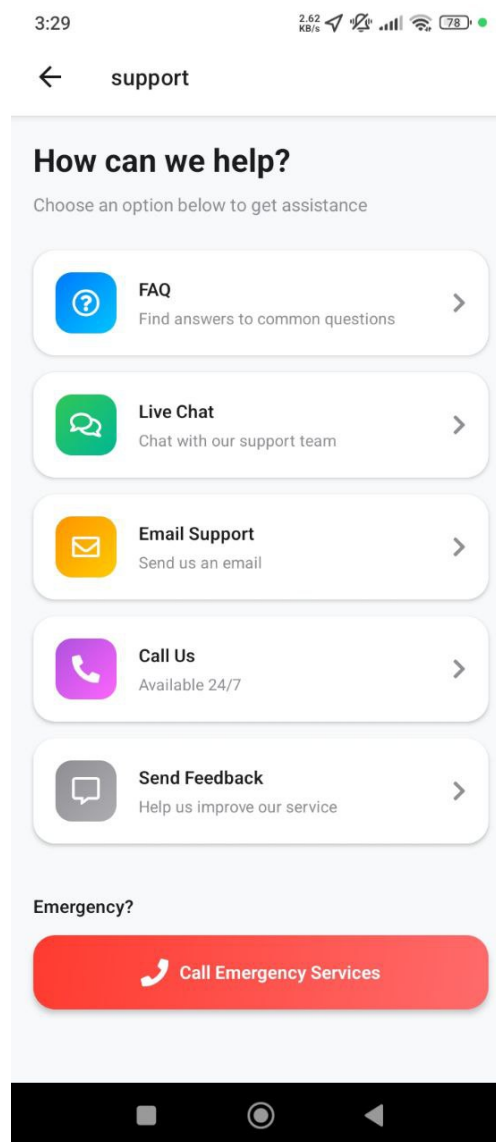 3:29
2.62
KB/s
78
support
How can we help?
Choose an option below to get assistance
FAQ
Find answers to common questions
Live Chat
Chat with our support team
Email Support
Send us an email
Call Us
Available 24/7
Send Feedback
Help us improve our service
Emergency?
Call Emergency Services